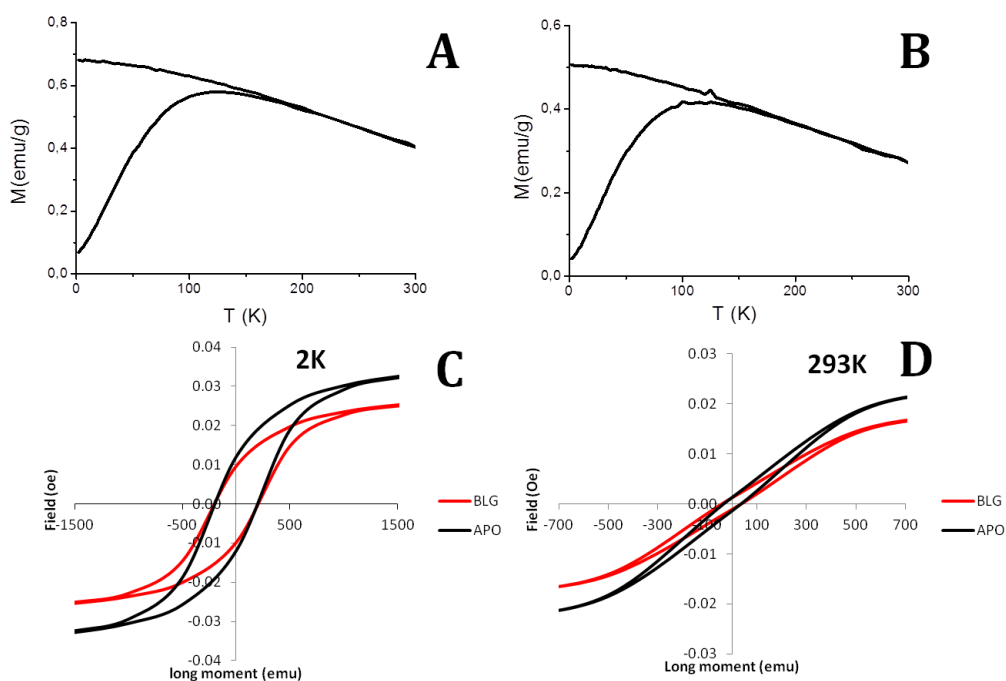 A
0,8
0,6
0,4
0,2
0,0
M(emu/g)
0
100
200
300
T (K)
B
0,6
0,4
0,2
0,0
M(emu/g)
0
100
200
300
T (K)
2K
C
0.04
0.03
0.02
0.01
0.00
-0.01
-0.02
-0.03
-0.04
-1500
-500
500
1500
Field (Oe)
long moment (emu)
BLG
APO
293K
D
0.03
0.02
0.01
0.00
-0.01
-0.02
-0.03
-700
-500
-300
-100
100
300
500
700
Field(Oe)
Long moment (emu)
BLG
APO